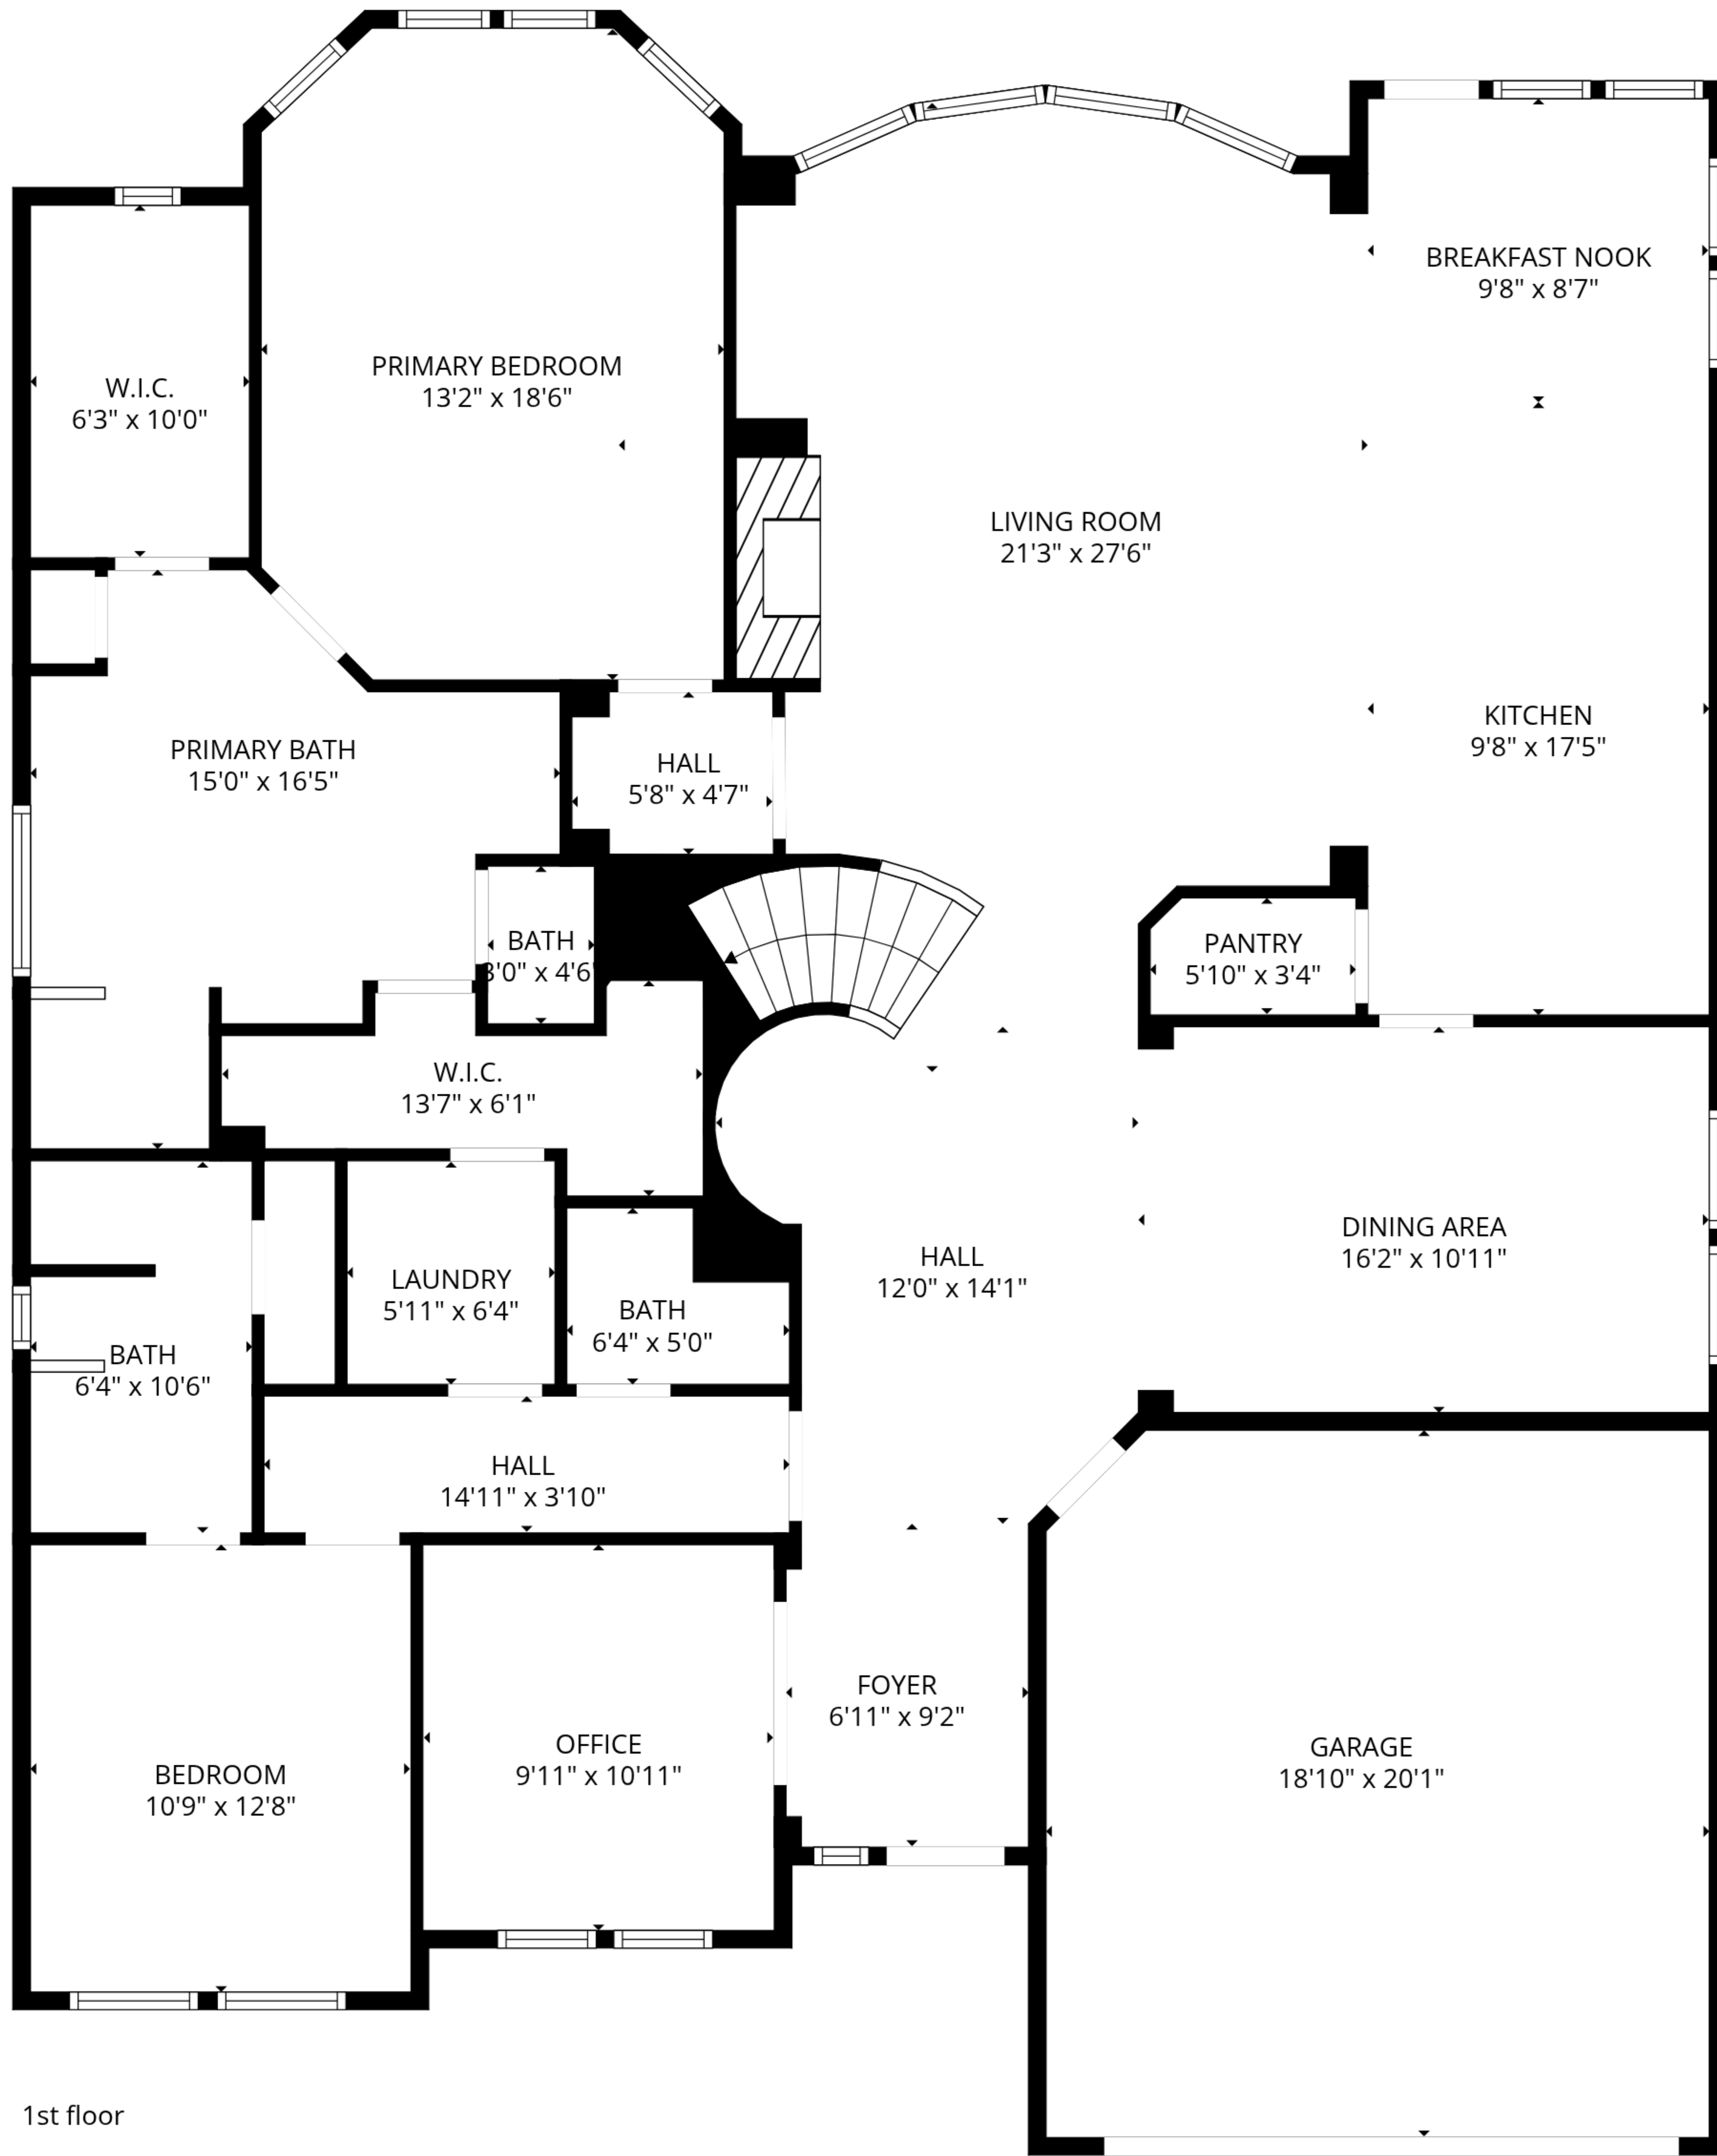 BREAKFAST NOOK
9'8" x 8'7"
PRIMARY BEDROOM
13'2" x 18'6"
W.I.C.
6'3" x 10'0"
LIVING ROOM
21'3" x 27'6"
KITCHEN
9'8" x 17'5"
PRIMARY BATH
15'0" x 16'5"
HALL
5'8" x 4'7"
BATH
3'0" x 4'6"
PANTRY
5'10" x 3'4"
W.I.C.
13'7" x 6'1"
DINING AREA
16'2" x 10'11"
HALL
12'0" x 14'1"
LAUNDRY
5'11" x 6'4"
BATH
6'4" x 5'0"
BATH
6'4" x 10'6"
HALL
14'11" x 3'10"
FOYER
6'11" x 9'2"
OFFICE
9'11" x 10'11"
GARAGE
18'10" x 20'1"
BEDROOM
10'9" x 12'8"
1st floor